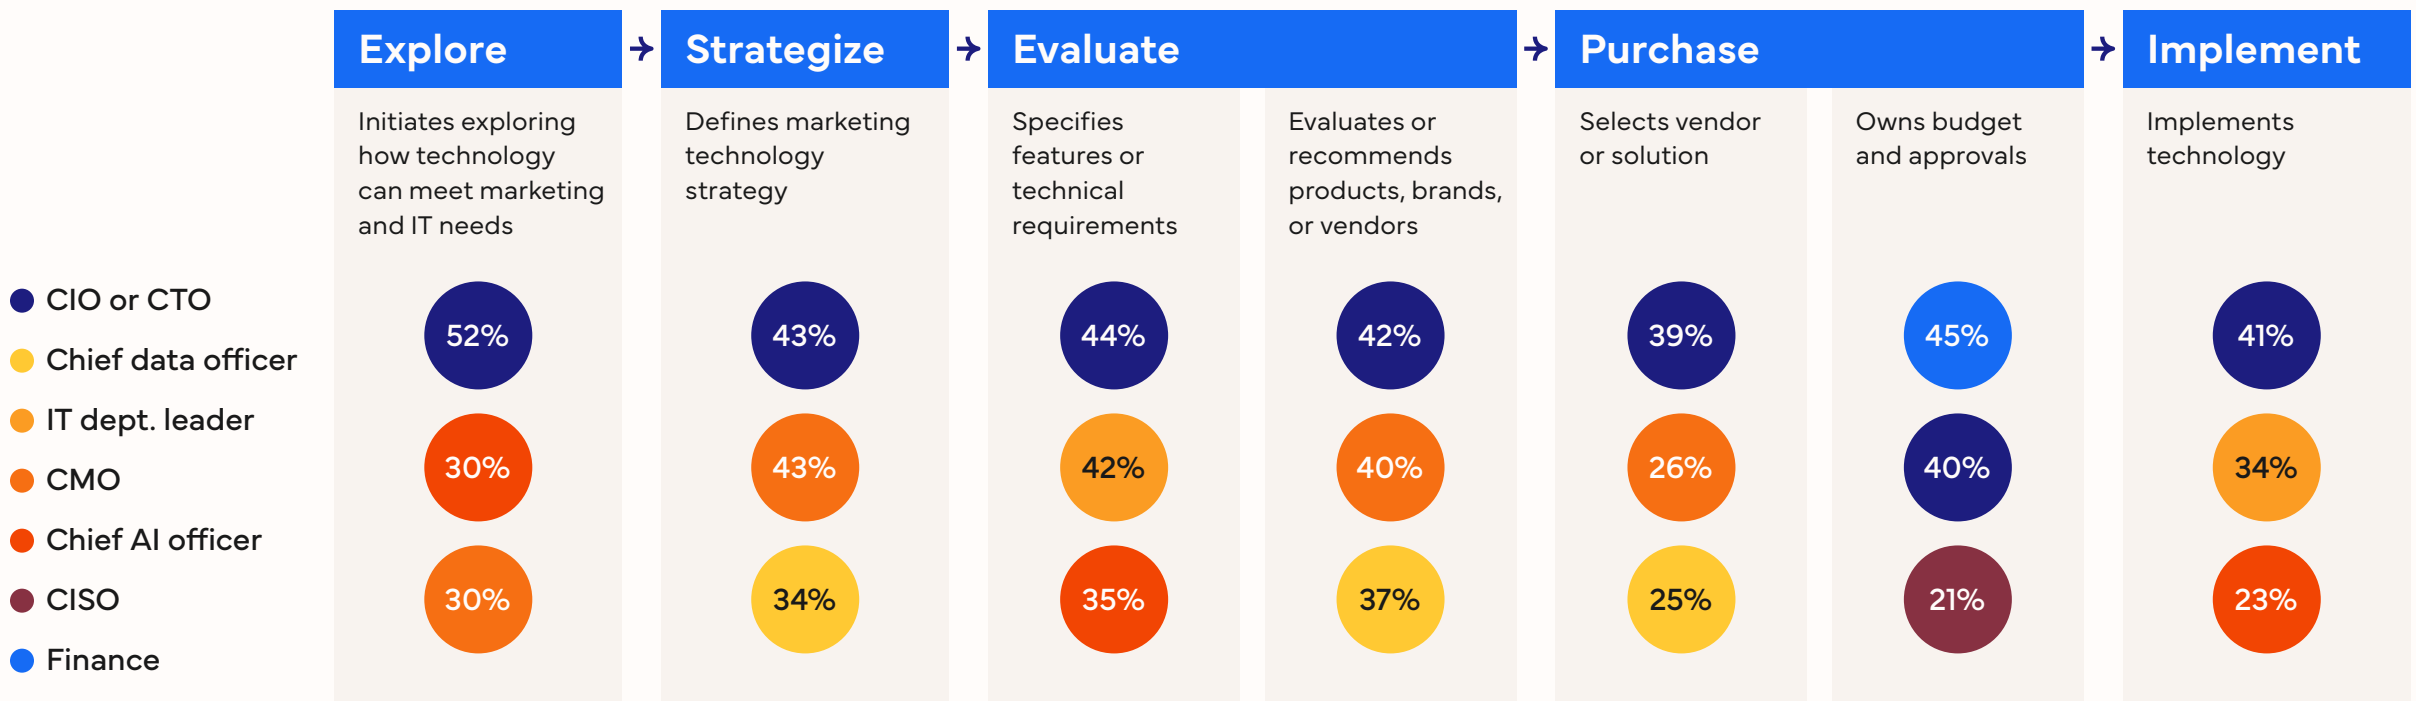 Explore
Strategize
Evaluate
Purchase
Implement
Initiates exploring
how technology
can meet marketing
and IT needs
Defines marketing
technology
strategy
Specifies
features or
technical
requirements
Evaluates or
recommends
products, brands,
or vendors
Selects vendor
or solution
Owns budget
and approvals
Implements
technology
CIO or CTO
Chief data officer
IT dept. leader
CMO
Chief AI officer
CISO
Finance
52%
30%
30%
43%
43%
34%
44%
42%
35%
42%
40%
37%
39%
26%
25%
45%
40%
21%
41%
34%
23%